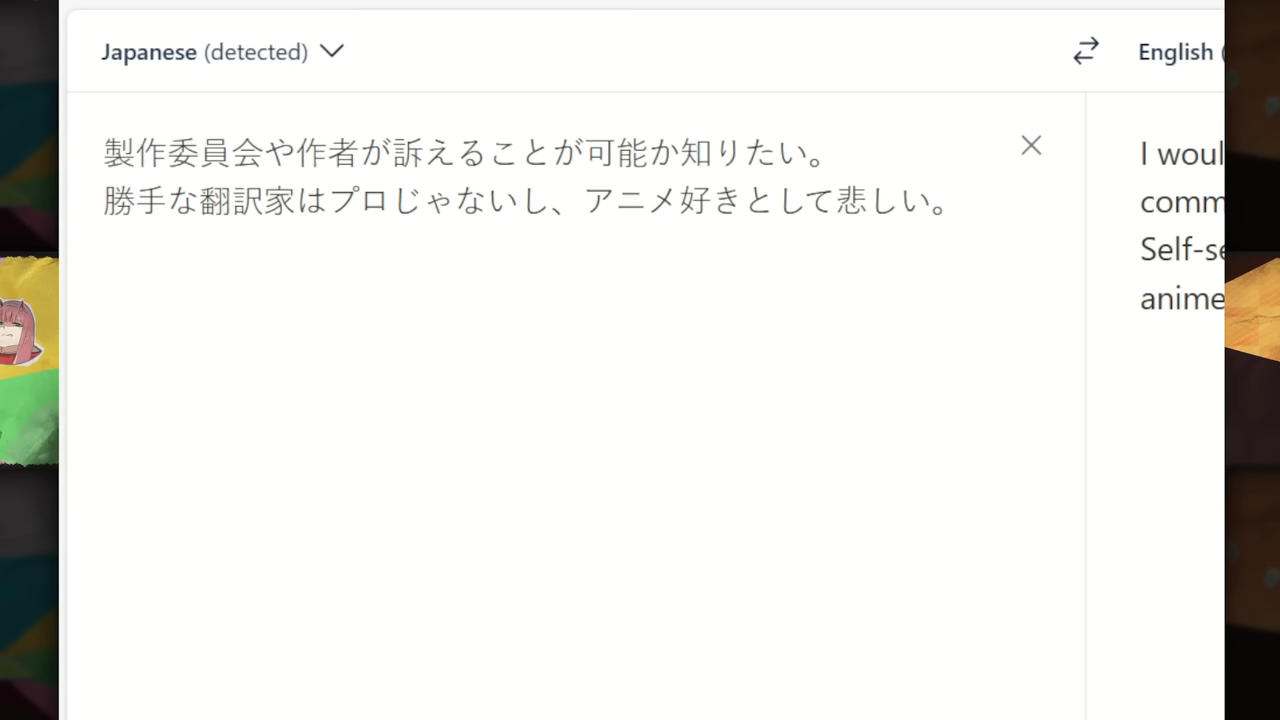 Japanese (detected)
English
製作委員会や作者が訴えることが可能か知りたい。
勝手な翻訳家はプロじゃないし、アニメ好きとして悲しい。
I woul
comm
Self-se
anime